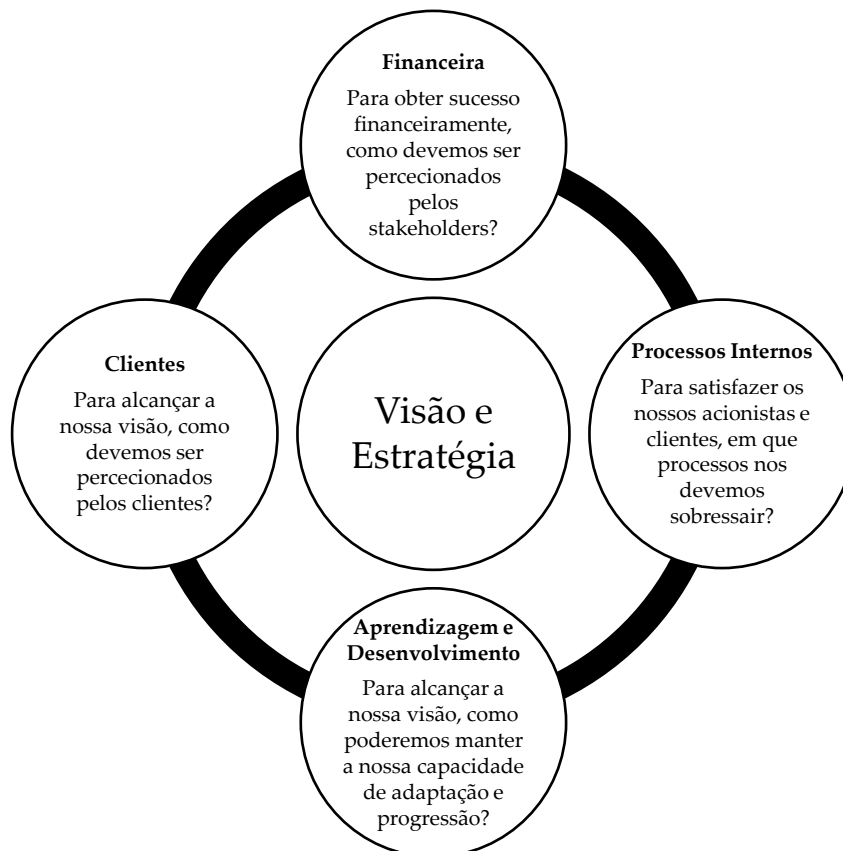 Financeira
Para obter sucesso
financeiramente,
como devemos ser
percecionados
pelos
stakeholders?
Clientes
Para alcançar a
nossa visão, como
devemos ser
percecionados
pelos clientes?
Visão e
Estratégia
Processos Internos
Para satisfazer os
nossos acionistas e
clientes, em que
processos nos
devemos
sobressair?
Aprendizagem e
Desenvolvimento
Para alcançar a
nossa visão, como
poderemos manter
a nossa capacidade
de adaptação e
progressão?